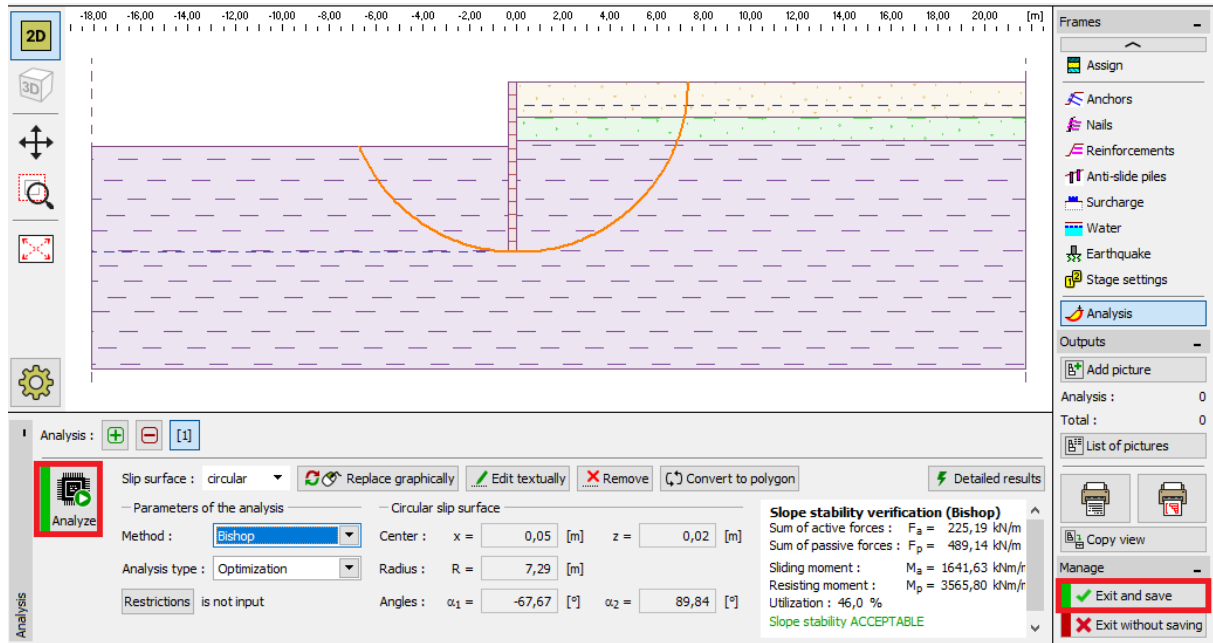 -18,00 -16,00 -14,00 -12,00 -10,00 -8,00 -6,00 -4,00 -2,00 0,00 2,00 4,00 6,00 8,00 10,00 12,00 14,00 16,00 18,00 20,00 [m]
2D
3D
Frames
Assign
Anchors
Nails
Reinforcements
Anti-slide piles
Surcharge
Water
Earthquake
Stage settings
Analysis
Outputs
Add picture
Analysis : 0
Total : 0
List of pictures
Copy view
Manage
Exit and save
Exit without saving
Analysis
Analysis : [1]
Analyze
Slip surface : circular Replace graphically Edit textually Remove Convert to polygon Detailed results
Parameters of the analysis
Method : Bishop
Analysis type : Optimization
Restrictions is not input
Circular slip surface
Center : x = 0,05 [m] z = 0,02 [m]
Radius : R = 7,29 [m]
Angles : α1 = -67,67 [°] α2 = 89,84 [°]
Slope stability verification (Bishop)
Sum of active forces : Fa = 225,19 kN/m
Sum of passive forces : Fp = 489,14 kN/m
Sliding moment : Ma = 1641,63 kNm/
Resisting moment : Mp = 3565,80 kNm/
Utilization : 46,0 %
Slope stability ACCEPTABLE